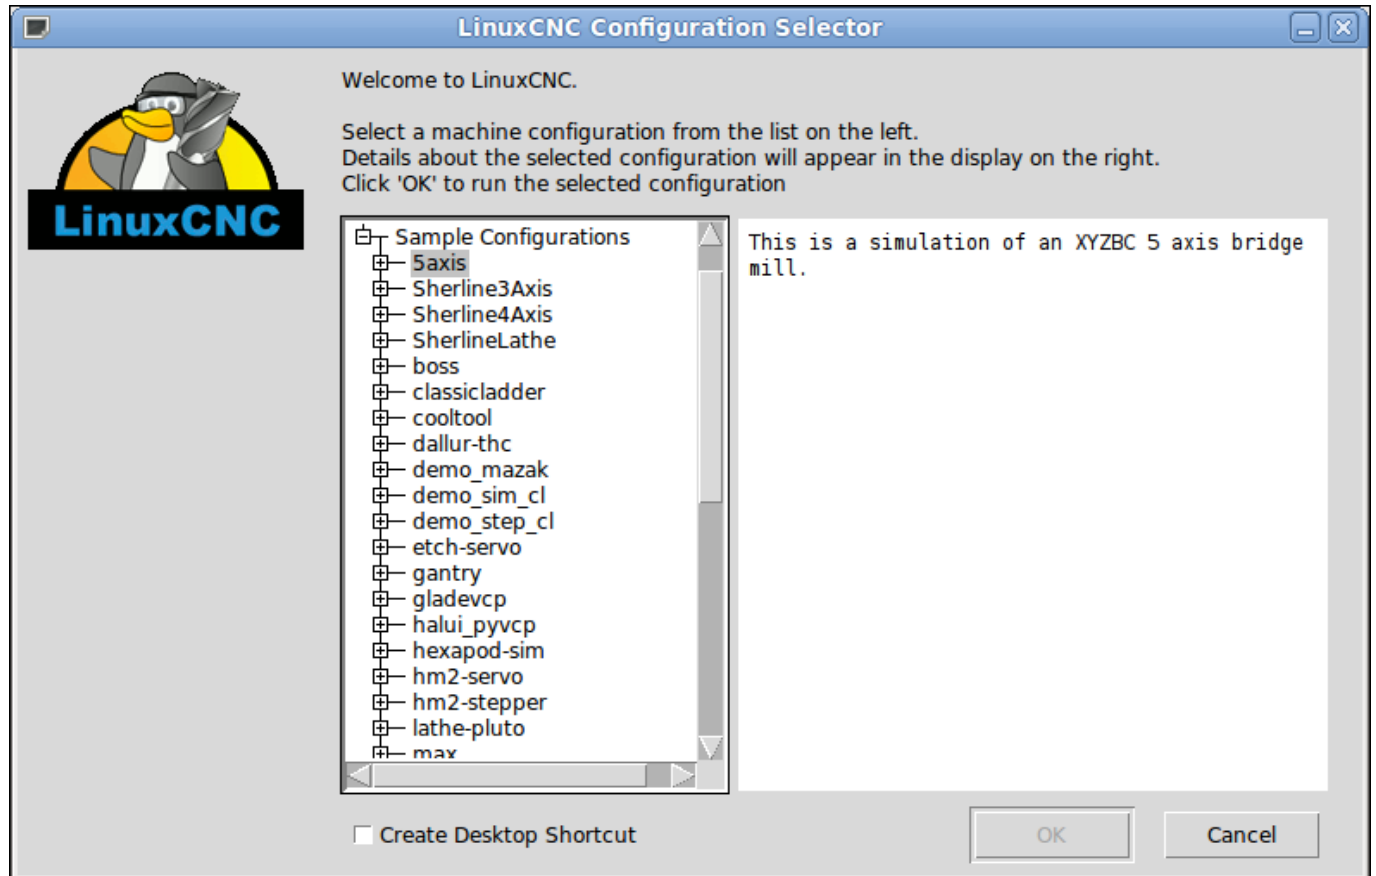 LinuxCNC Configuration Selector
LinuxCNC
Welcome to LinuxCNC.
Select a machine configuration from the list on the left.
Details about the selected configuration will appear in the display on the right.
Click 'OK' to run the selected configuration
Sample Configurations
5axis
Sherline3Axis
Sherline4Axis
SherlineLathe
boss
classicladder
cooltool
dallur-thc
demo_mazak
demo_sim_cl
demo_step_cl
etch-servo
gantry
gladevcp
halui_pyvcp
hexapod-sim
hm2-servo
hm2-stepper
lathe-pluto
max
This is a simulation of an XYZBC 5 axis bridge
mill.
Create Desktop Shortcut
OK
Cancel